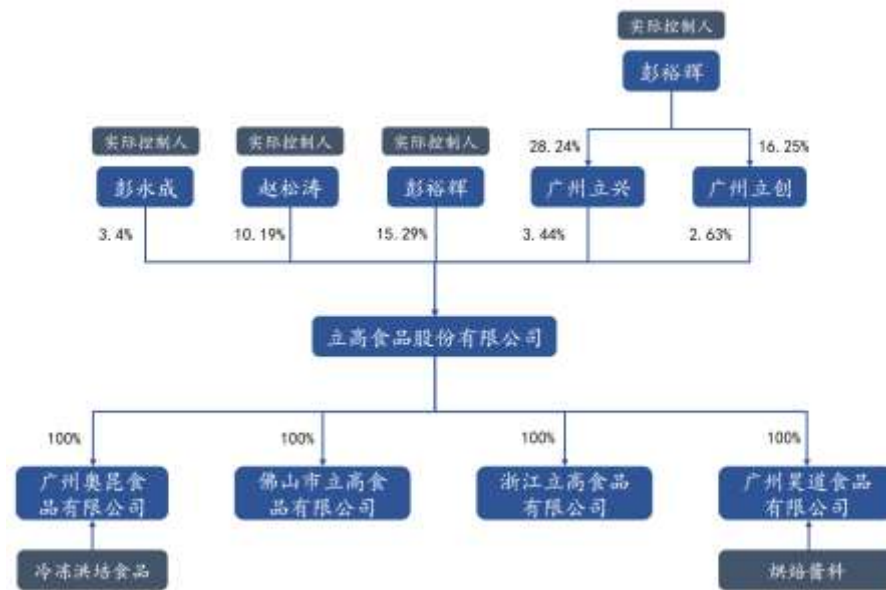 实际控制人
彭裕晖
实际控制人 实际控制人 实际控制人
28.24% 16.25%
彭永成 赵松涛 彭裕晖 广州立兴 广州立创
3.4% 10.19% 15.29% 3.44% 2.63%
立高食品股份有限公司
100% 100% 100% 100%
广州奥昆食 佛山市立高食 浙江立高食品 广州昊道食品
品有限公司 品有限公司 有限公司 有限公司
冷冻烘培食品 烘焙酱料